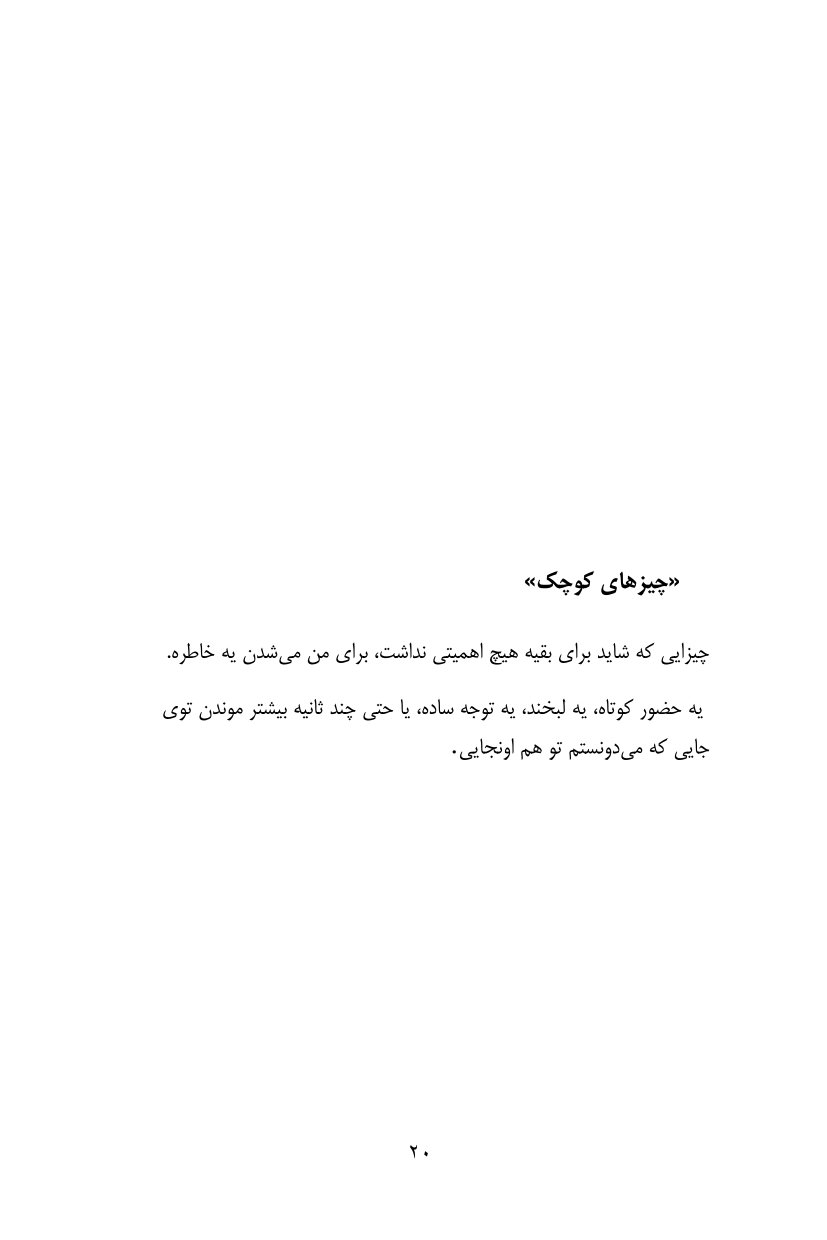 «چیزهای کوچک»
چیزایی که شاید برای بقیه هیچ اهمیتی نداشت، برای من می‌شدن یه خاطره.
یه حضور کوتاه، یه لبخند، یه توجه ساده، یا حتی چند ثانیه بیشتر موندن توی
جایی که می‌دونستم تو هم اونجایی.
۲۰